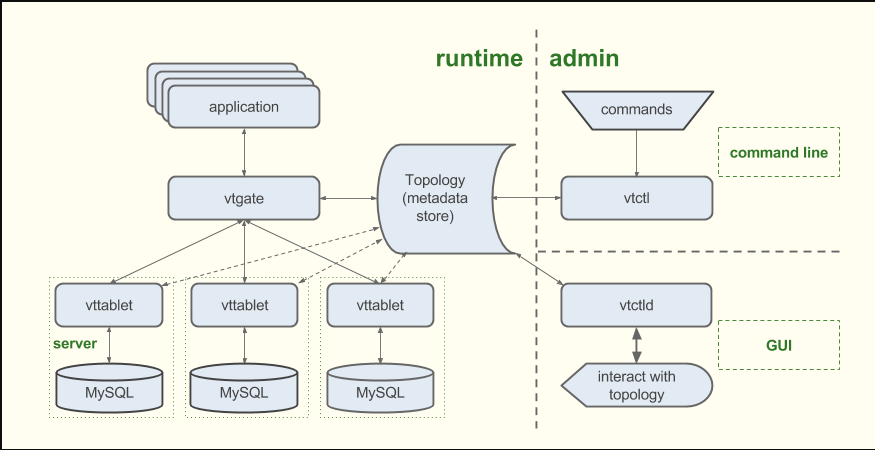 runtime
admin
application
commands
command line
Topology
(metadata
store)
vtgate
vtctl
vttablet
vttablet
vttablet
vtctld
server
GUI
MySQL
MySQL
MySQL
interact with
topology